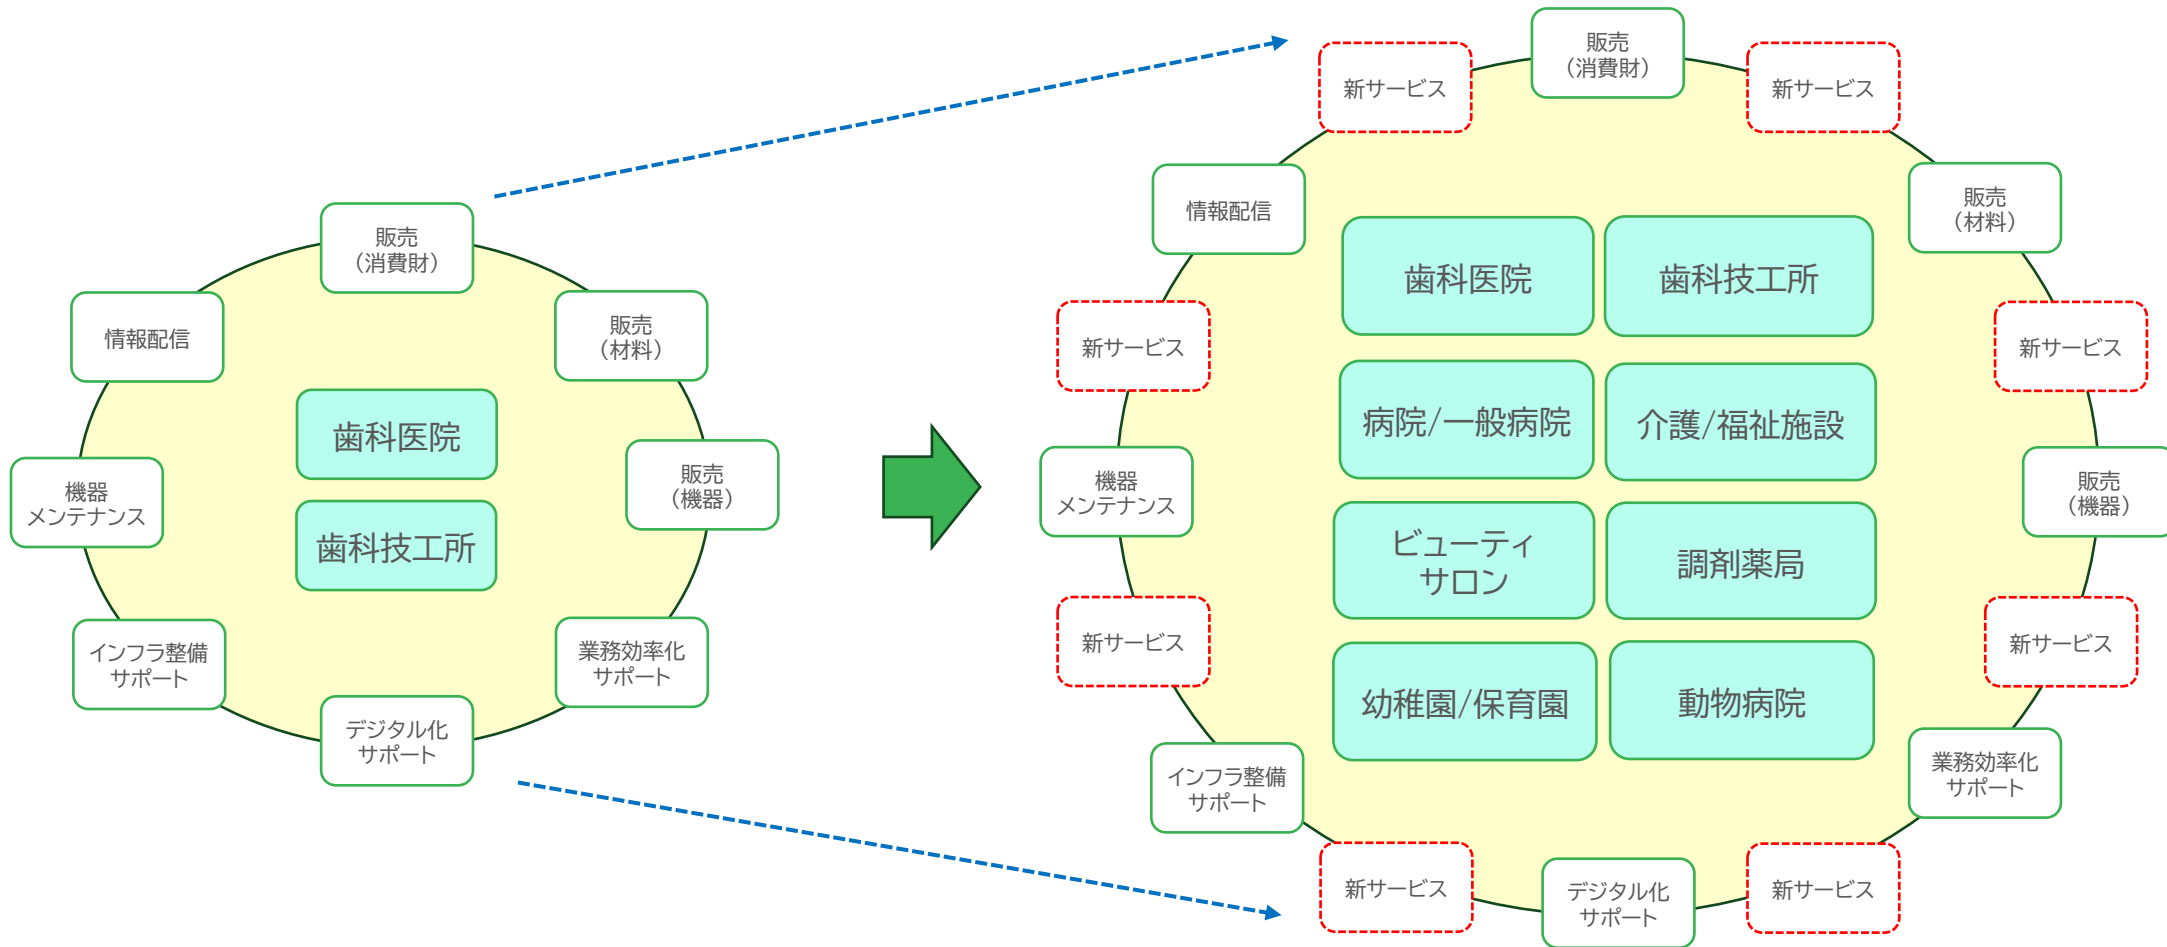 販売
（消費財）
情報配信
販売
（材料）
歯科医院
機器
メンテナンス
販売
（機器）
歯科技工所
インフラ整備
サポート
業務効率化
サポート
デジタル化
サポート
販売
（消費財）
新サービス
新サービス
情報配信
販売
（材料）
歯科医院
歯科技工所
新サービス
新サービス
病院/一般病院
介護/福祉施設
機器
メンテナンス
販売
（機器）
ビューティ
サロン
調剤薬局
新サービス
新サービス
幼稚園/保育園
動物病院
インフラ整備
サポート
業務効率化
サポート
新サービス
新サービス
デジタル化
サポート